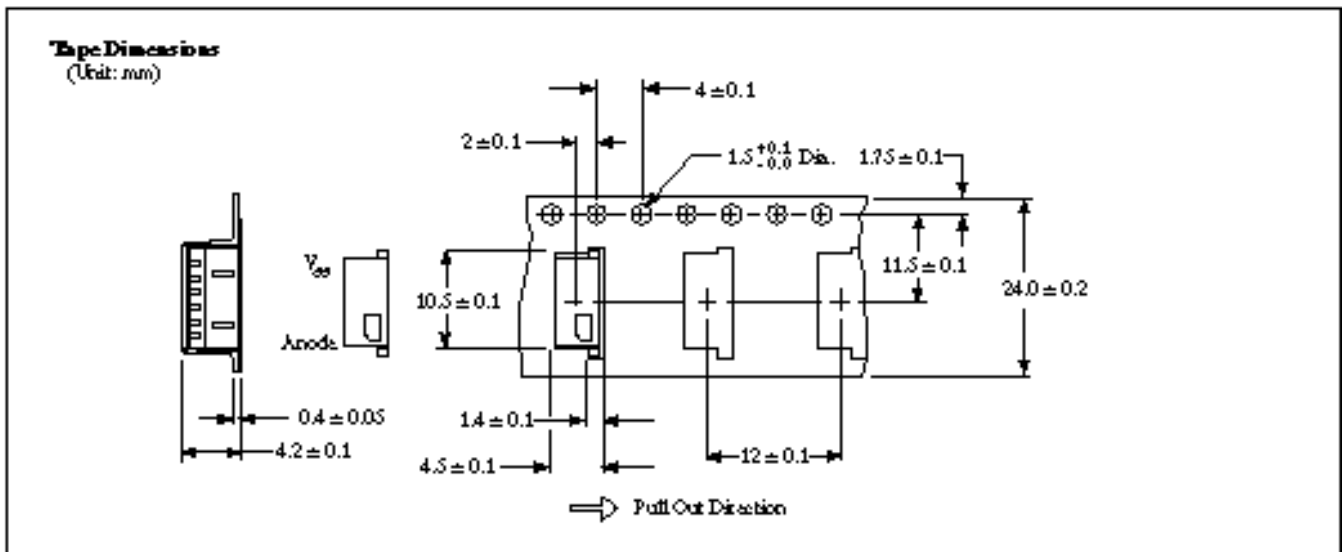 Tape Dimensions
(Unit: mm)
4 ± 0.1
2 ± 0.1
1.5 +0.1 -0.0 Dia.
1.75 ± 0.1
11.5 ± 0.1
24.0 ± 0.2
10.5 ± 0.1
Anode
0.4 ± 0.05
4.2 ± 0.1
1.4 ± 0.1
4.5 ± 0.1
12 ± 0.1
Pull Out Direction